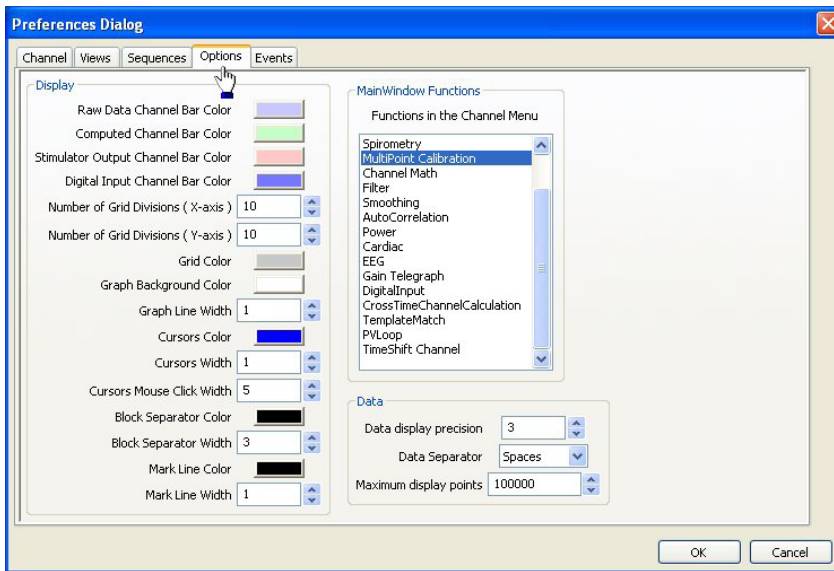 Preferences Dialog
Channel Views Sequences Options Events
Display
Raw Data Channel Bar Color
Computed Channel Bar Color
Stimulator Output Channel Bar Color
Digital Input Channel Bar Color
Number of Grid Divisions ( X-axis ) 10
Number of Grid Divisions ( Y-axis ) 10
Grid Color
Graph Background Color
Graph Line Width 1
Cursors Color
Cursors Width 1
Cursors Mouse Click Width 5
Block Separator Color
Block Separator Width 3
Mark Line Color
Mark Line Width 1
MainWindow Functions
Functions in the Channel Menu
Spirometry
MultiPoint Calibration
Channel Math
Filter
Smoothing
AutoCorrelation
Power
Cardiac
EEG
Gain Telegraph
DigitalInput
CrossTimeChannelCalculation
TemplateMatch
PVLoop
TimeShift Channel
Data
Data display precision 3
Data Separator Spaces
Maximum display points 100000
OK Cancel